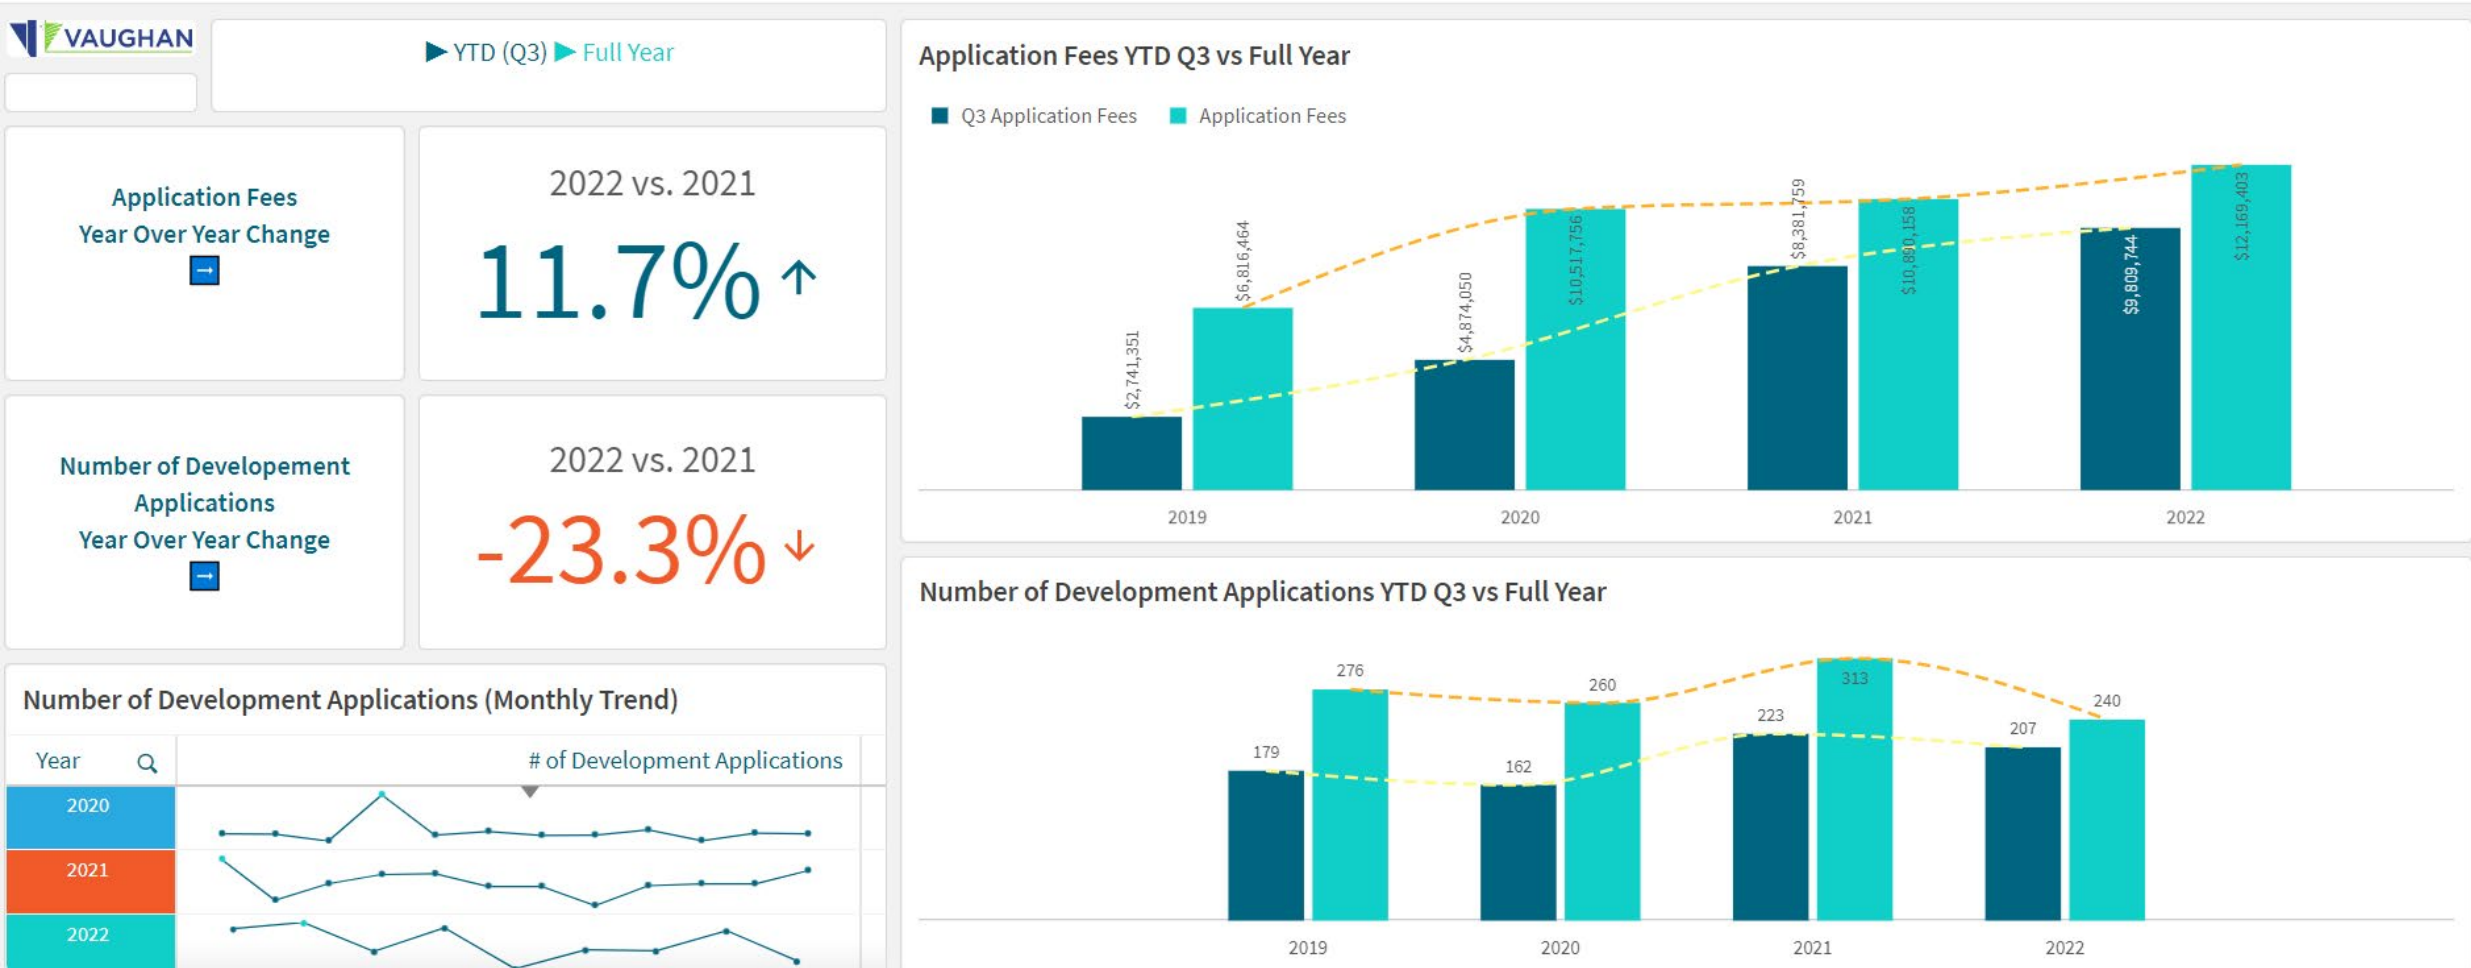 VAUGHAN
YTD (Q3) Full Year
Application Fees
Year Over Year Change
2022 vs. 2021
11.7%
Number of Developement
Applications
Year Over Year Change
2022 vs. 2021
-23.3%
Number of Development Applications (Monthly Trend)
Year
# of Development Applications
2020
2021
2022
Application Fees YTD Q3 vs Full Year
Q3 Application Fees
Application Fees
$2,741,351
$6,816,464
$4,874,050
$10,517,756
$8,381,759
$10,890,158
$9,809,744
$12,169,403
2019
2020
2021
2022
Number of Development Applications YTD Q3 vs Full Year
179
276
162
260
223
313
207
240
2019
2020
2021
2022